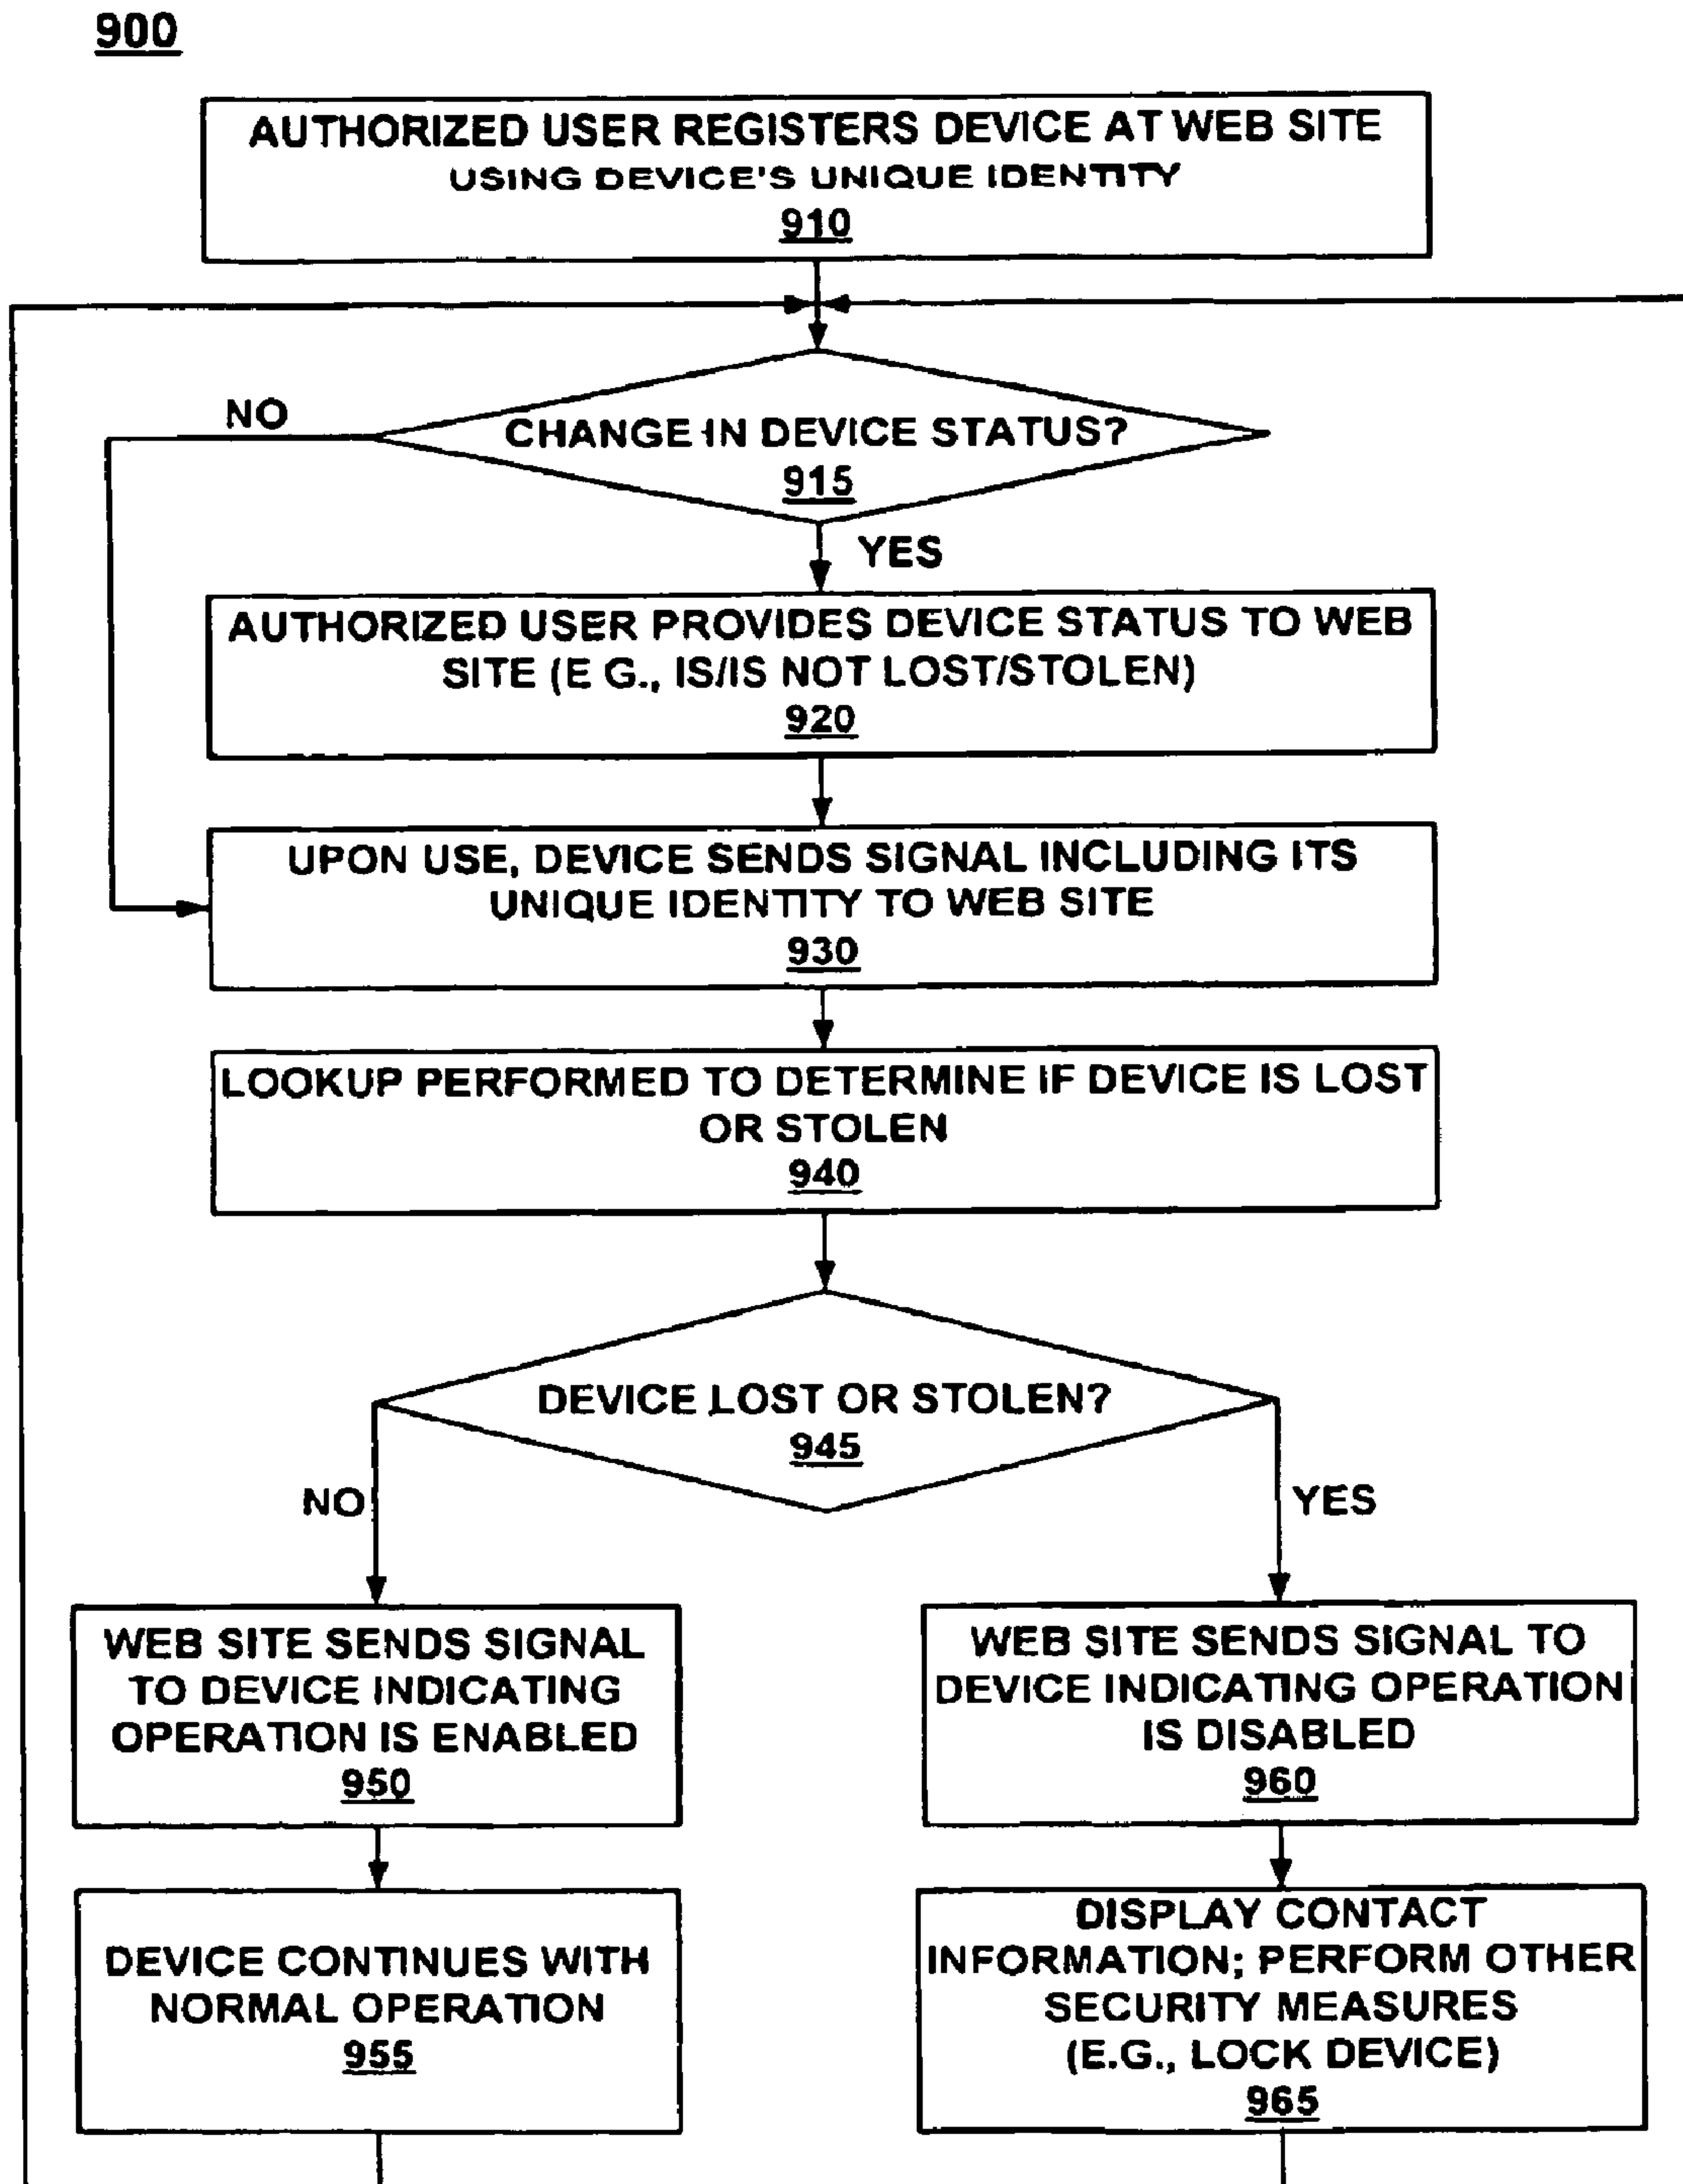 900
AUTHORIZED USER REGISTERS DEVICE AT WEB SITE
USING DEVICE'S UNIQUE IDENTITY
910
NO
CHANGE IN DEVICE STATUS?
915
YES
AUTHORIZED USER PROVIDES DEVICE STATUS TO WEB
SITE (E G., IS/IS NOT LOST/STOLEN)
920
UPON USE, DEVICE SENDS SIGNAL INCLUDING ITS
UNIQUE IDENTITY TO WEB SITE
930
LOOKUP PERFORMED TO DETERMINE IF DEVICE IS LOST
OR STOLEN
940
DEVICE LOST OR STOLEN?
945
NO
YES
WEB SITE SENDS SIGNAL
TO DEVICE INDICATING
OPERATION IS ENABLED
950
WEB SITE SENDS SIGNAL TO
DEVICE INDICATING OPERATION
IS DISABLED
960
DEVICE CONTINUES WITH
NORMAL OPERATION
955
DISPLAY CONTACT
INFORMATION; PERFORM OTHER
SECURITY MEASURES
(E.G., LOCK DEVICE)
965